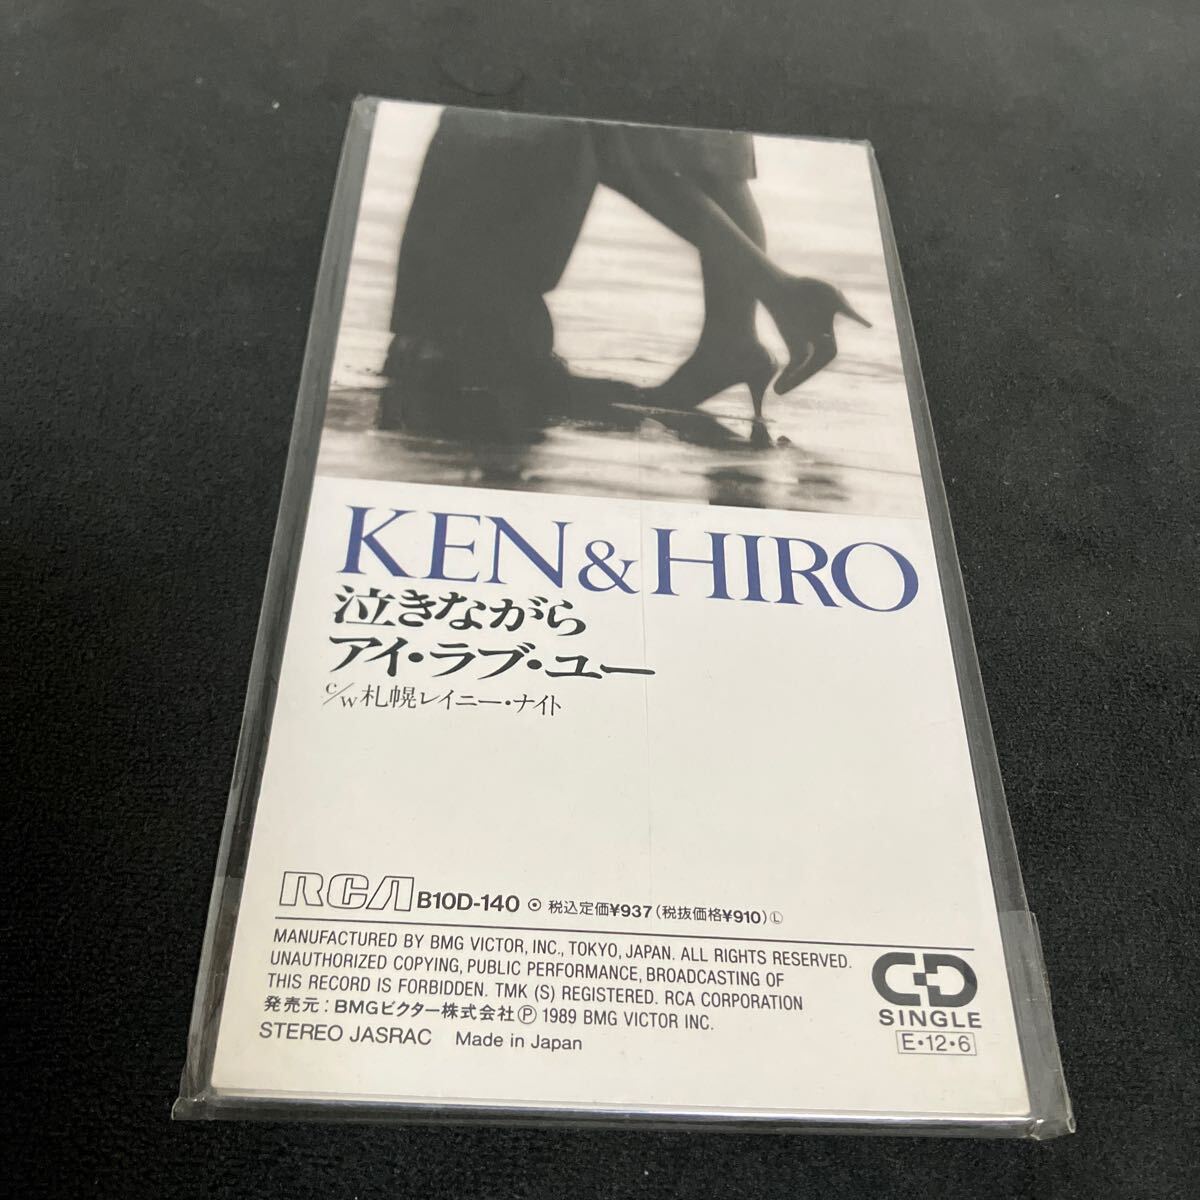 KEN&HIRO
泣きながら
アイ・ラブ・ユー
c/w札幌レイニー・ナイト
RCA B10D-140 ⦿ 税込定価¥937(税抜価格¥910)Ⓛ
MANUFACTURED BY BMG VICTOR, INC., TOKYO, JAPAN. ALL RIGHTS RESERVED.
UNAUTHORIZED COPYING, PUBLIC PERFORMANCE, BROADCASTING OF
THIS RECORD IS FORBIDDEN. TMK (S) REGISTERED. RCA CORPORATION
発売元:BMGビクター株式会社Ⓟ 1989 BMG VICTOR INC.
STEREO JASRAC Made in Japan
CD
SINGLE
E・12・6